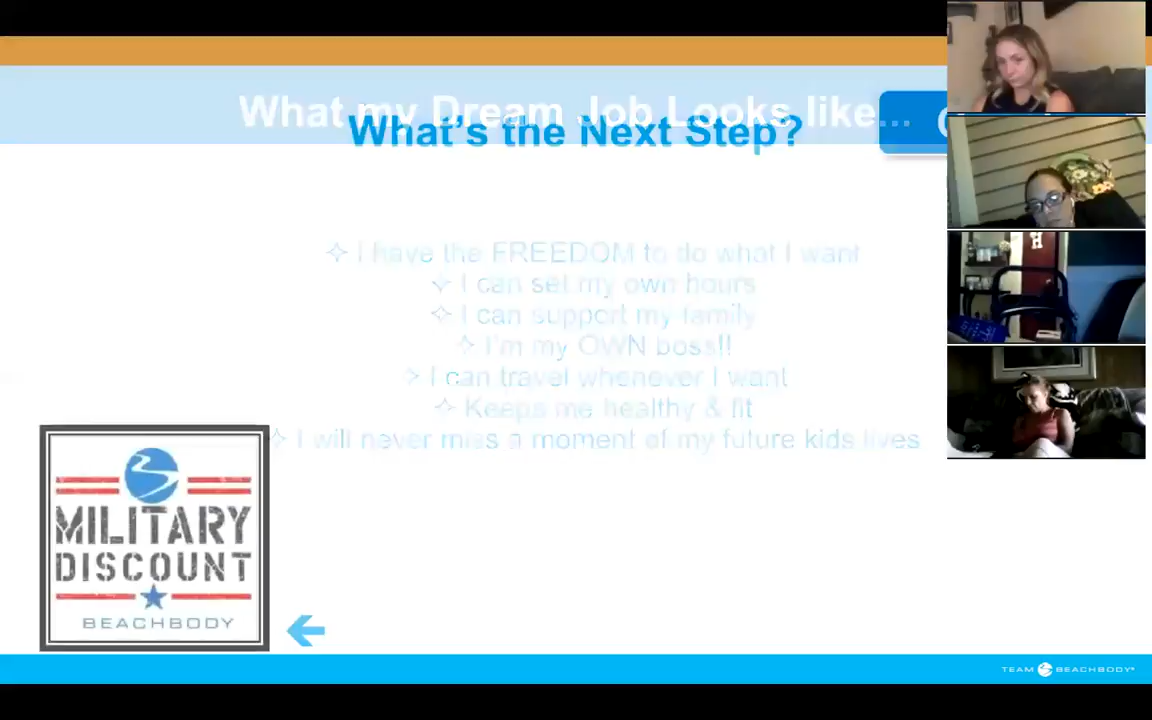 What my Dream Job Looks like...
What's the Next Step?
✧ I have the FREEDOM to do what I want
✧ I can set my own hours
✧ I can support my family
✧ I'm my OWN boss!!
✧ I can travel whenever I want
✧ Keeps me healthy & fit
✧ I will never miss a moment of my future kids lives
MILITARY
DISCOUNT
BEACHBODY
TEAM BEACHBODY